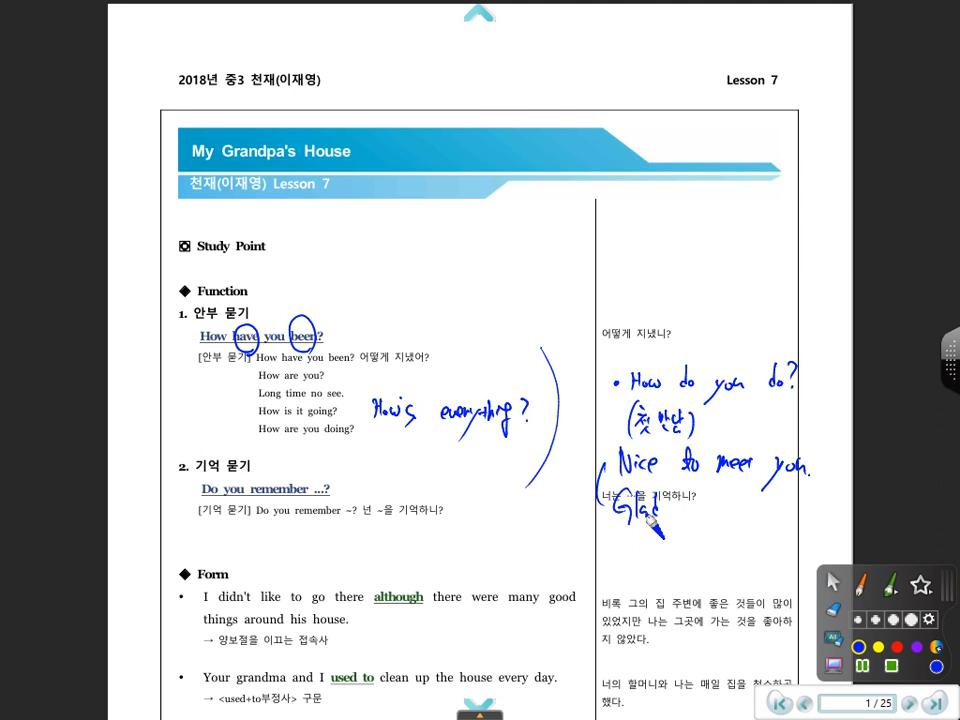 2018년 중3 천재(이재영)
Lesson 7
My Grandpa's House
천재(이재영) Lesson 7
Study Point
◆ Function
1. 안부 묻기
How have you been?
어떻게 지냈니?
[안부 묻기] How have you been? 어떻게 지냈어?
How are you?
Long time no see.
How is it going?
How are you doing?
How's everything?
• How do you do?
(첫 만남)
Nice to meet you.
Glad
2. 기억 묻기
Do you remember ...?
너는 …을 기억하니?
[기억 묻기] Do you remember ~? 넌 ~을 기억하니?
◆ Form
• I didn't like to go there although there were many good
things around his house.
→ 양보절을 이끄는 접속사
비록 그의 집 주변에 좋은 것들이 많이
있었지만 나는 그곳에 가는 것을 좋아하
지 않았다.
• Your grandma and I used to clean up the house every day.
→ <used+to부정사> 구문
너의 할머니와 나는 매일 집을 청소하곤
했다.
1 / 25